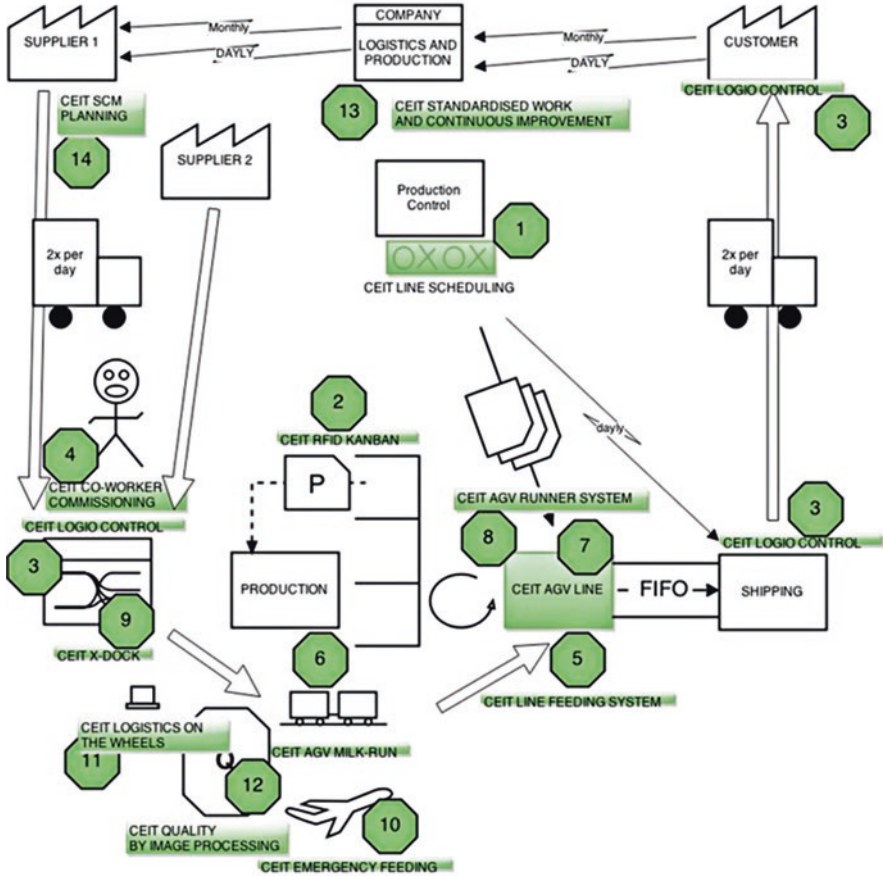 COMPANY
SUPPLIER 1
Monthly
DAYLY
LOGISTICS AND
PRODUCTION
Monthly
DAYLY
CUSTOMER
CEIT SCM
PLANNING
14
13
CEIT STANDARDISED WORK
AND CONTINUOUS IMPROVEMENT
CEIT LOGIO CONTROL
3
SUPPLIER 2
Production
Control
1
OXOX
CEIT LINE SCHEDULING
2x per
day
2x per
day
2
CEIT RFID KANBAN
P
dayly
4
CEIT CO-WORKER
COMMISSIONING
CEIT LOGIO CONTROL
3
9
CEIT X-DOCK
PRODUCTION
CEIT AGV RUNNER SYSTEM
8
7
CEIT AGV LINE
FIFO
3
CEIT LOGIO CONTROL
SHIPPING
6
CEIT AGV MILK-RUN
5
CEIT LINE FEEDING SYSTEM
CEIT LOGISTICS ON
THE WHEELS
11
Q
12
CEIT QUALITY
BY IMAGE PROCESSING
10
CEIT EMERGENCY FEEDING